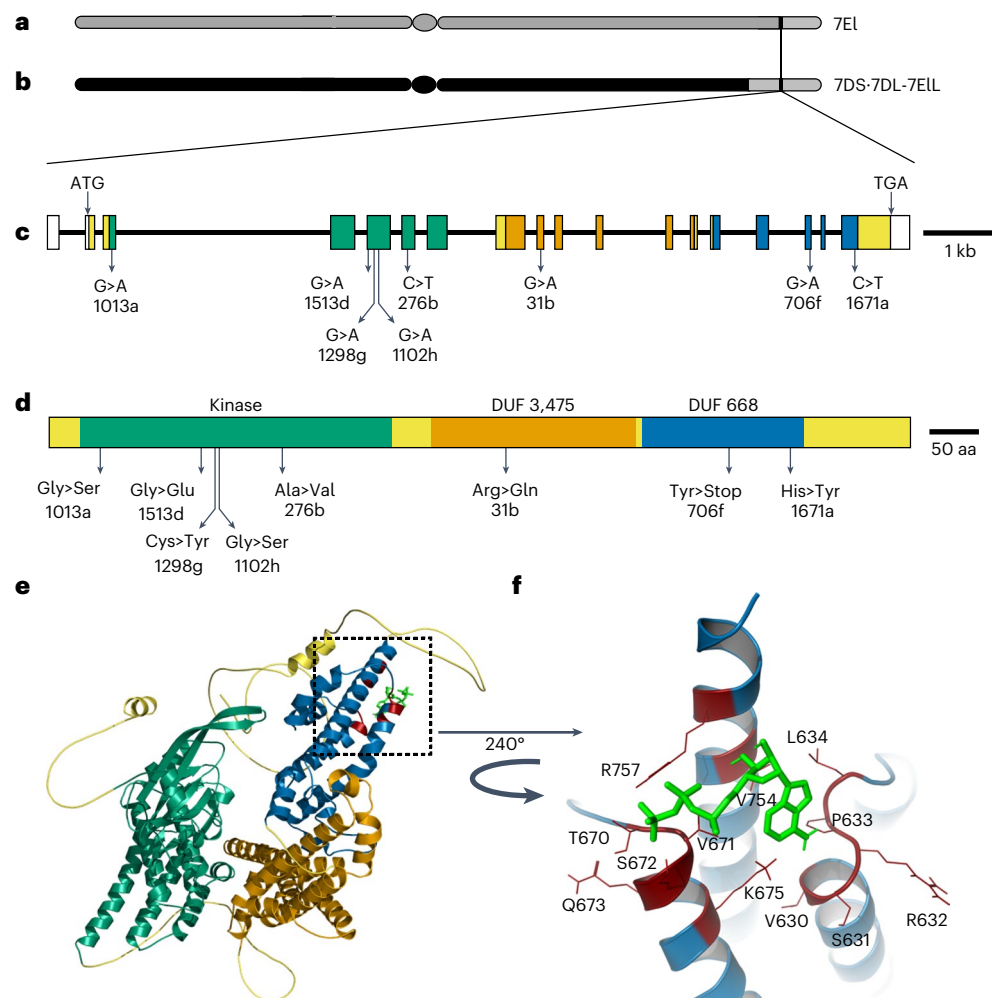 a
7El
b
7DS·7DL-7ElL
ATG
TGA
c
1 kb
G>A
1013a
G>A
1513d
C>T
276b
G>A
31b
G>A
706f
C>T
1671a
G>A
1298g
G>A
1102h
d
Kinase
DUF 3,475
DUF 668
50 aa
Gly>Ser
1013a
Gly>Glu
1513d
Ala>Val
276b
Arg>Gln
31b
Tyr>Stop
706f
His>Tyr
1671a
Cys>Tyr
1298g
Gly>Ser
1102h
e
f
240°
L634
R757
V754
P633
T670
V671
S672
K675
Q673
V630
R632
S631